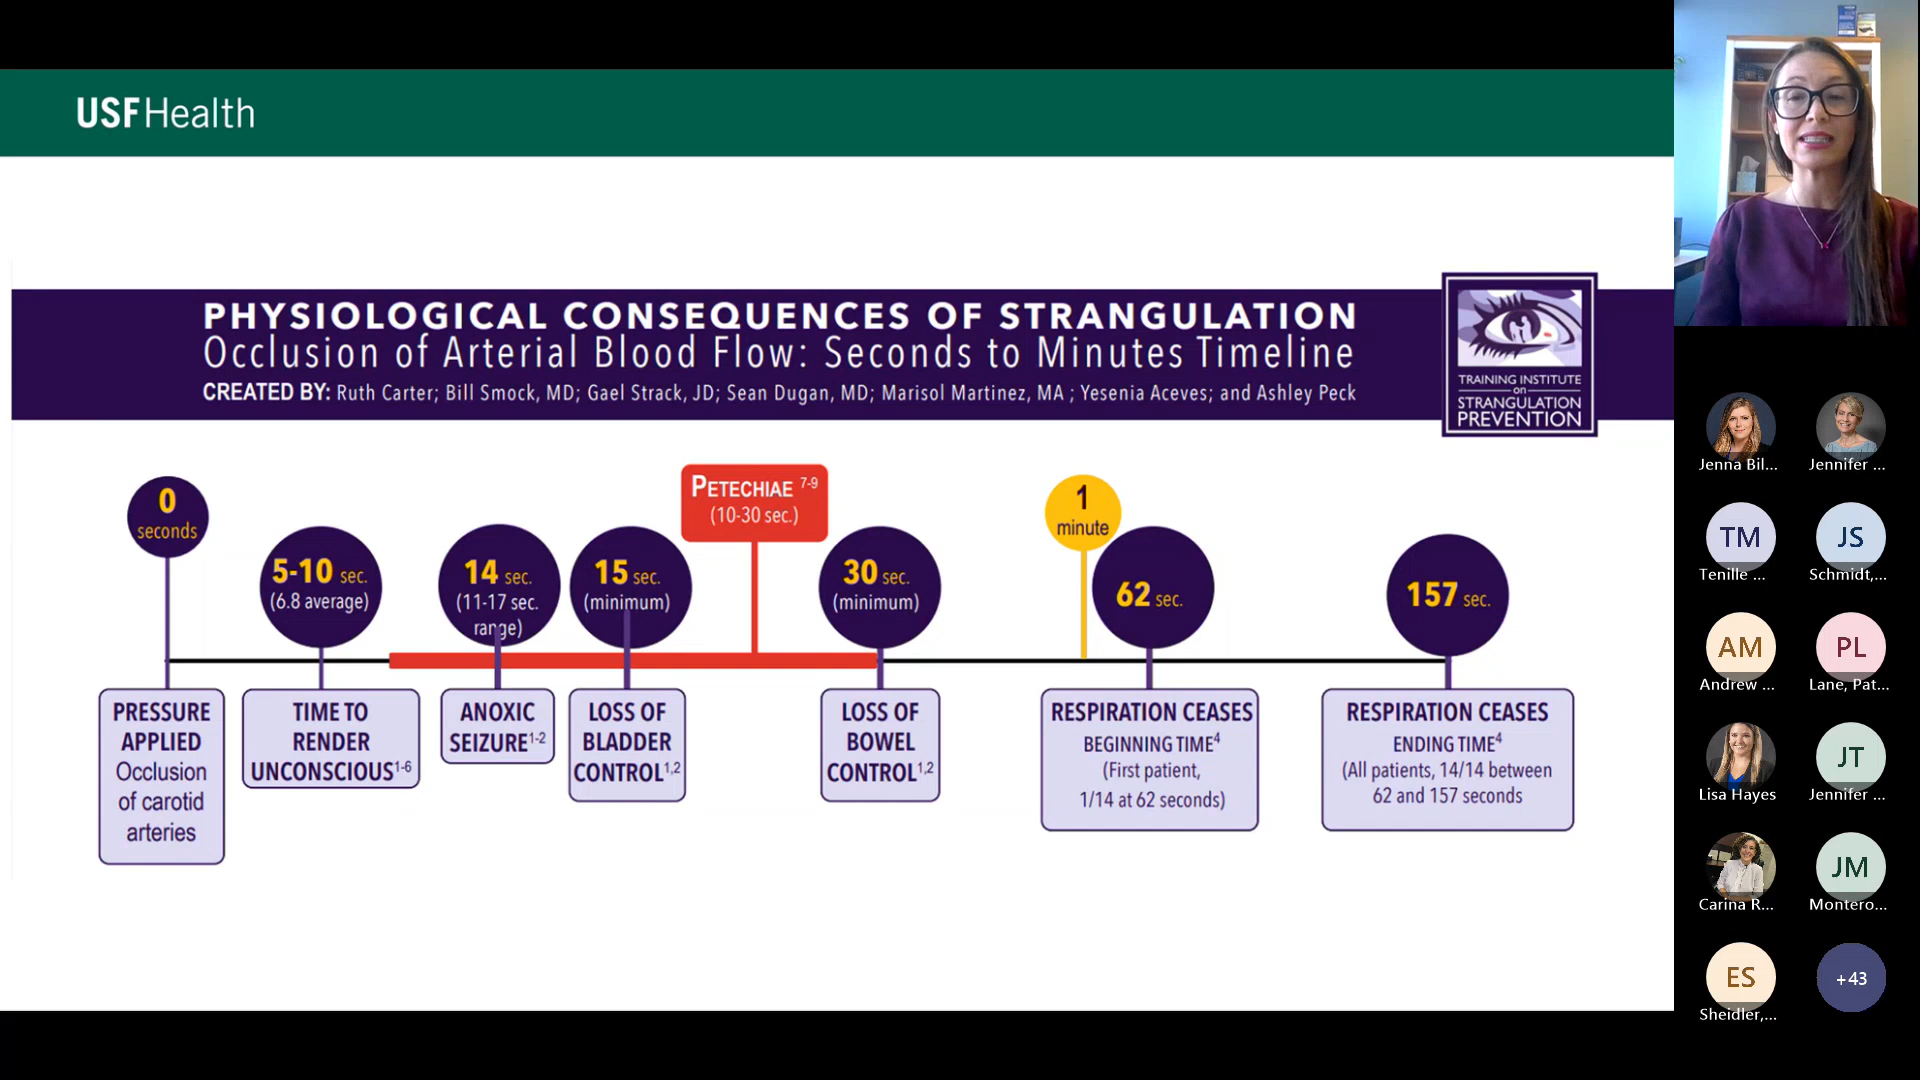 USF Health
PHYSIOLOGICAL CONSEQUENCES OF STRANGULATION
Occlusion of Arterial Blood Flow: Seconds to Minutes Timeline
CREATED BY: Ruth Carter; Bill Smock, MD; Gael Strack, JD; Sean Dugan, MD; Marisol Martinez, MA ; Yesenia Aceves; and Ashley Peck
TRAINING INSTITUTE
on
STRANGULATION
PREVENTION
0
seconds
5-10 sec.
(6.8 average)
14 sec.
(11-17 sec.
range)
15 sec.
(minimum)
PETECHIAE 7-9
(10-30 sec.)
30 sec.
(minimum)
1
minute
62 sec.
157 sec.
PRESSURE
APPLIED
Occlusion
of carotid
arteries
TIME TO
RENDER
UNCONSCIOUS1-6
ANOXIC
SEIZURE1-2
LOSS OF
BLADDER
CONTROL1,2
LOSS OF
BOWEL
CONTROL1,2
RESPIRATION CEASES
BEGINNING TIME4
(First patient,
1/14 at 62 seconds)
RESPIRATION CEASES
ENDING TIME4
(All patients, 14/14 between
62 and 157 seconds
Jenna Bil...
Jennifer ...
TM
Tenille ...
JS
Schmidt,...
AM
Andrew ...
PL
Lane, Pat...
Lisa Hayes
JT
Jennifer ...
Carina R...
JM
Montero...
ES
Sheidler,...
+43